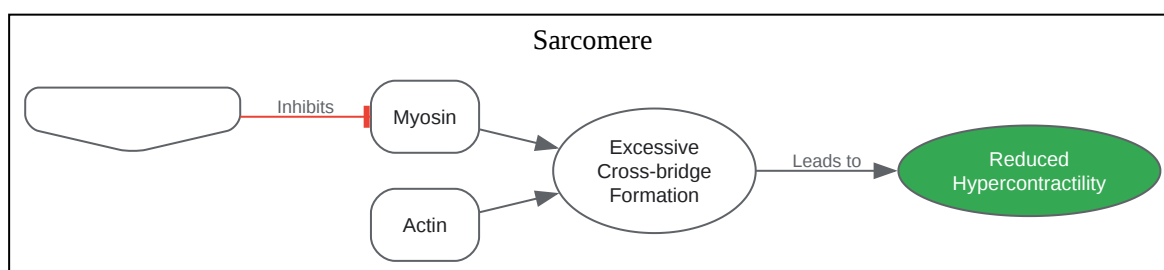 Sarcomere
Inhibits
Myosin
Actin
Excessive
Cross-bridge
Formation
Leads to
Reduced
Hypercontractility